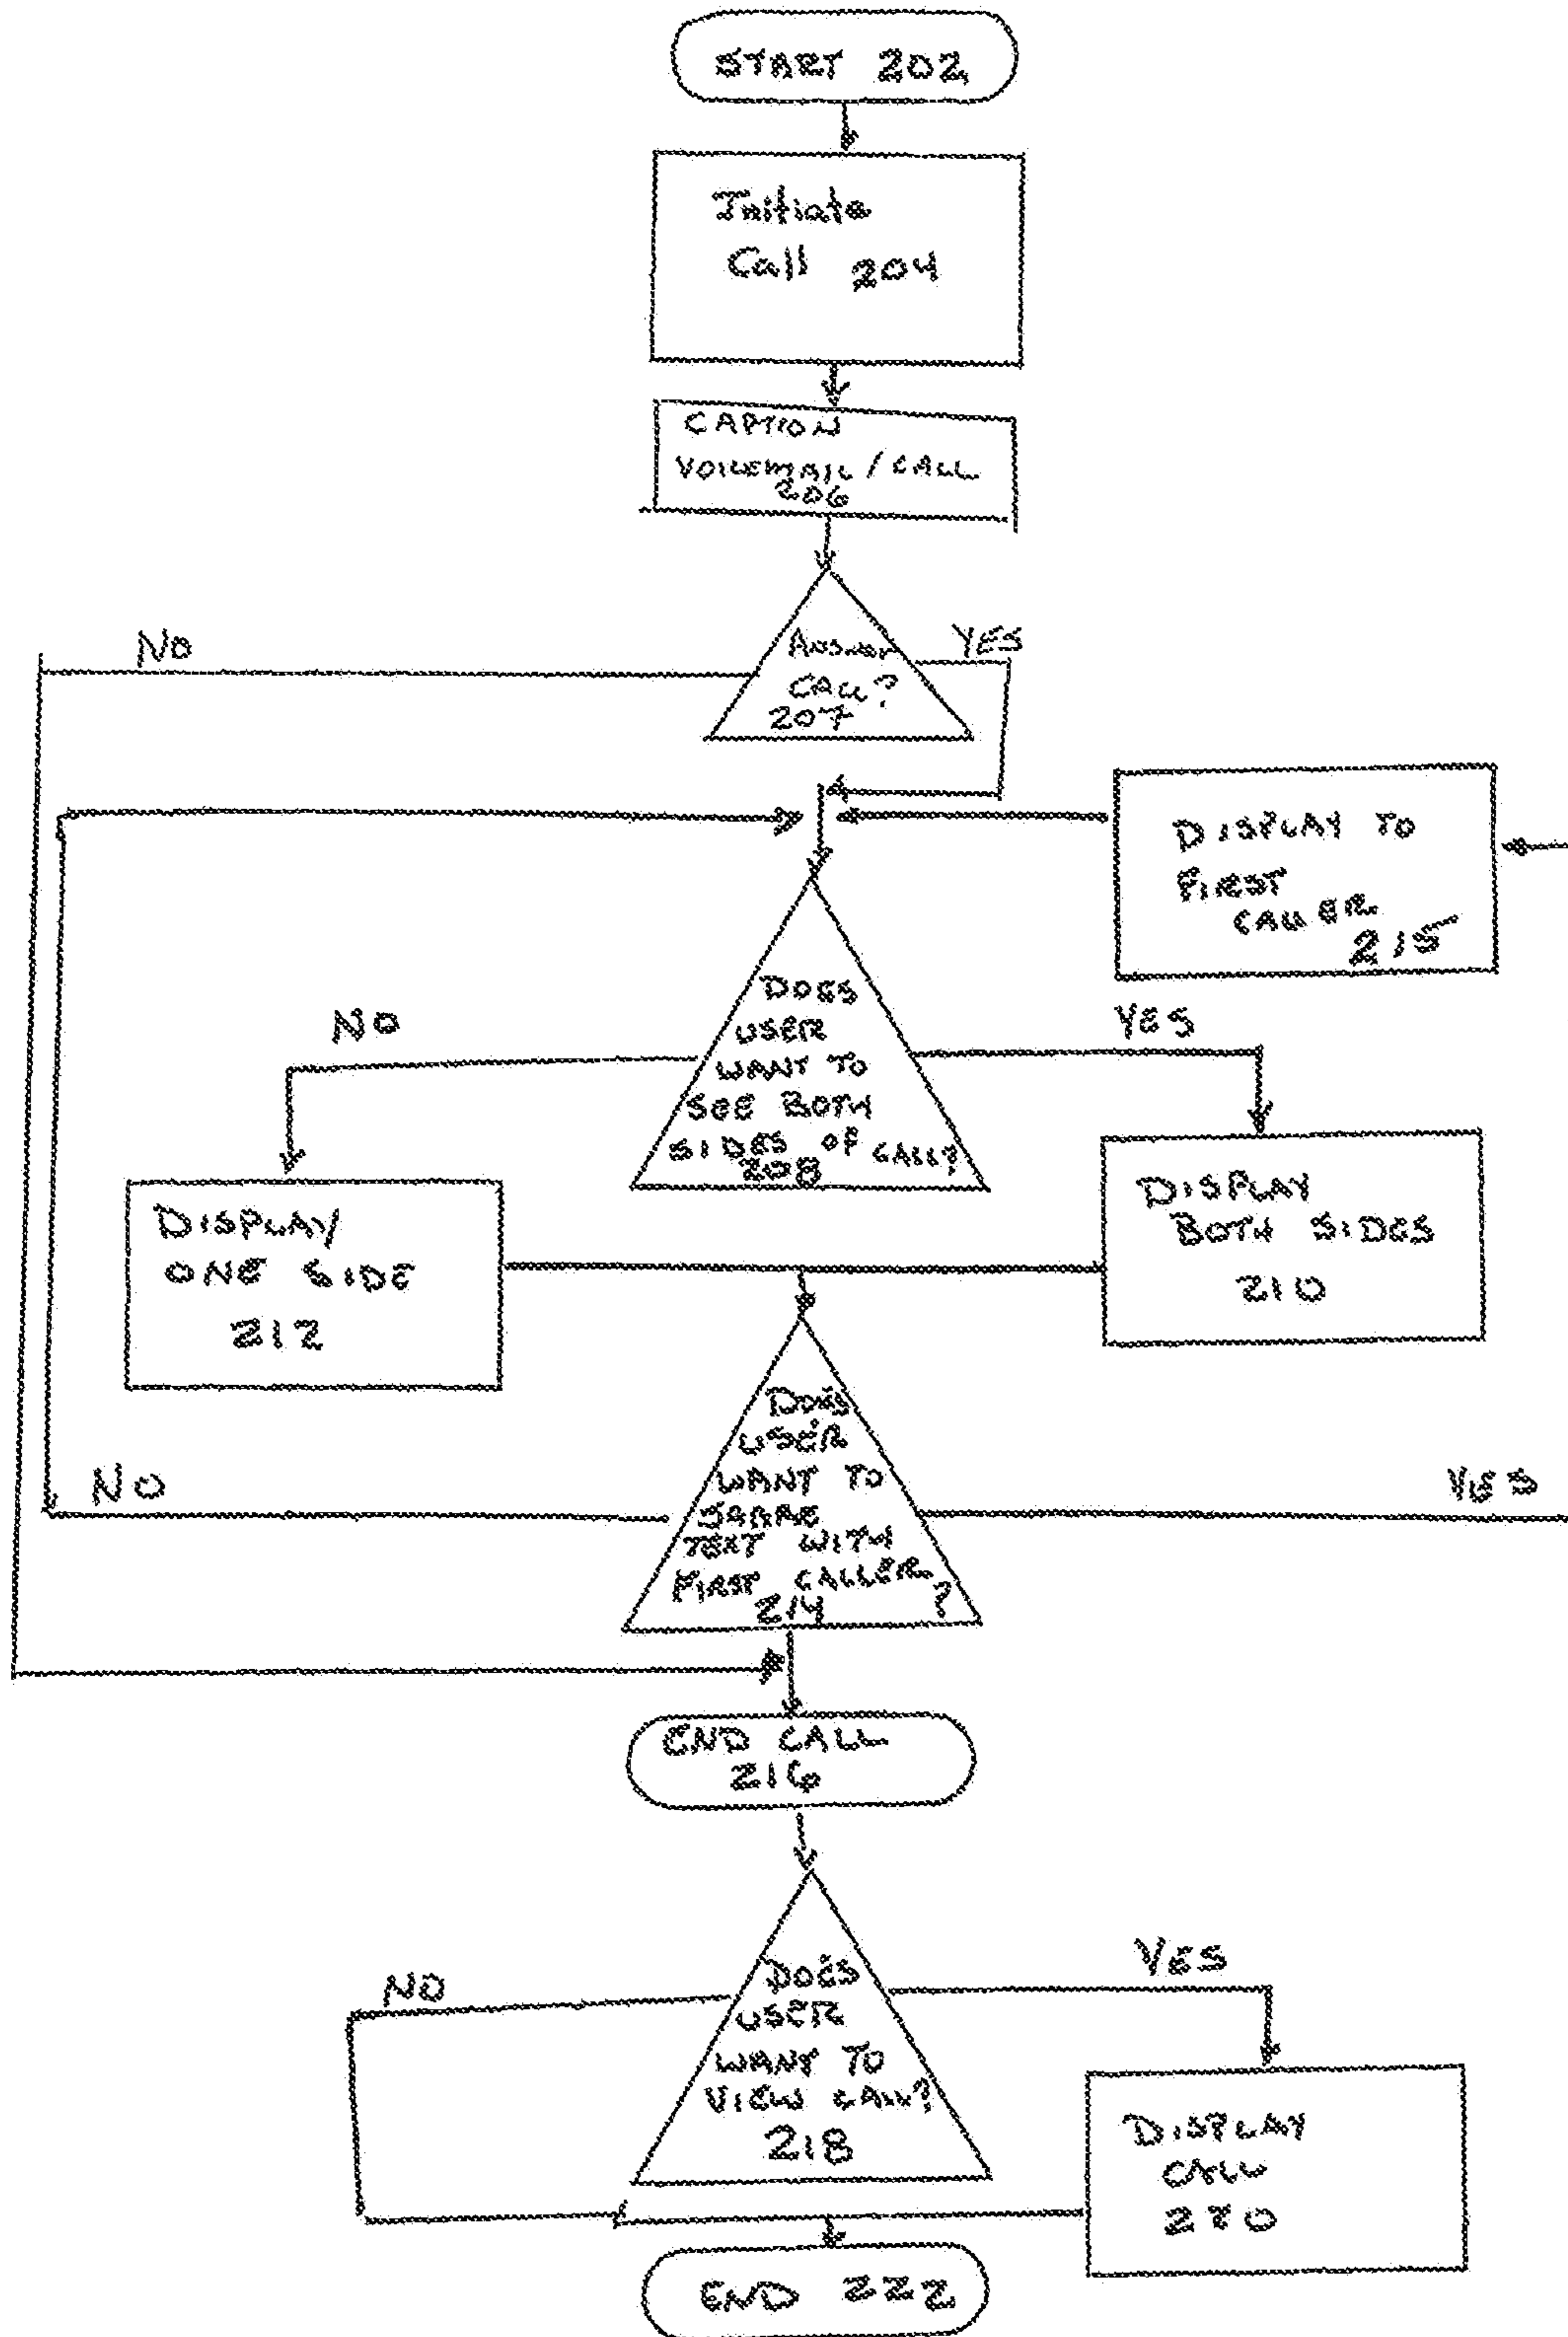 START 202
Initiate
Call 204
CAPTION
VOICEMAIL / CALL
206
NO
Answer
CALL?
207
YES
DISPLAY TO
FIRST
CALLER
215
DOES
USER
WANT TO
SEE BOTH
SIDES OF CALL?
208
NO
YES
DISPLAY
ONE SIDE
212
DISPLAY
BOTH SIDES
210
DOES
USER
WANT TO
SHARE
TEXT WITH
FIRST CALLER
214 ?
NO
YES
END CALL
216
NO
DOES
USER
WANT TO
VIEW CALL?
218
YES
DISPLAY
CALL
220
END 222